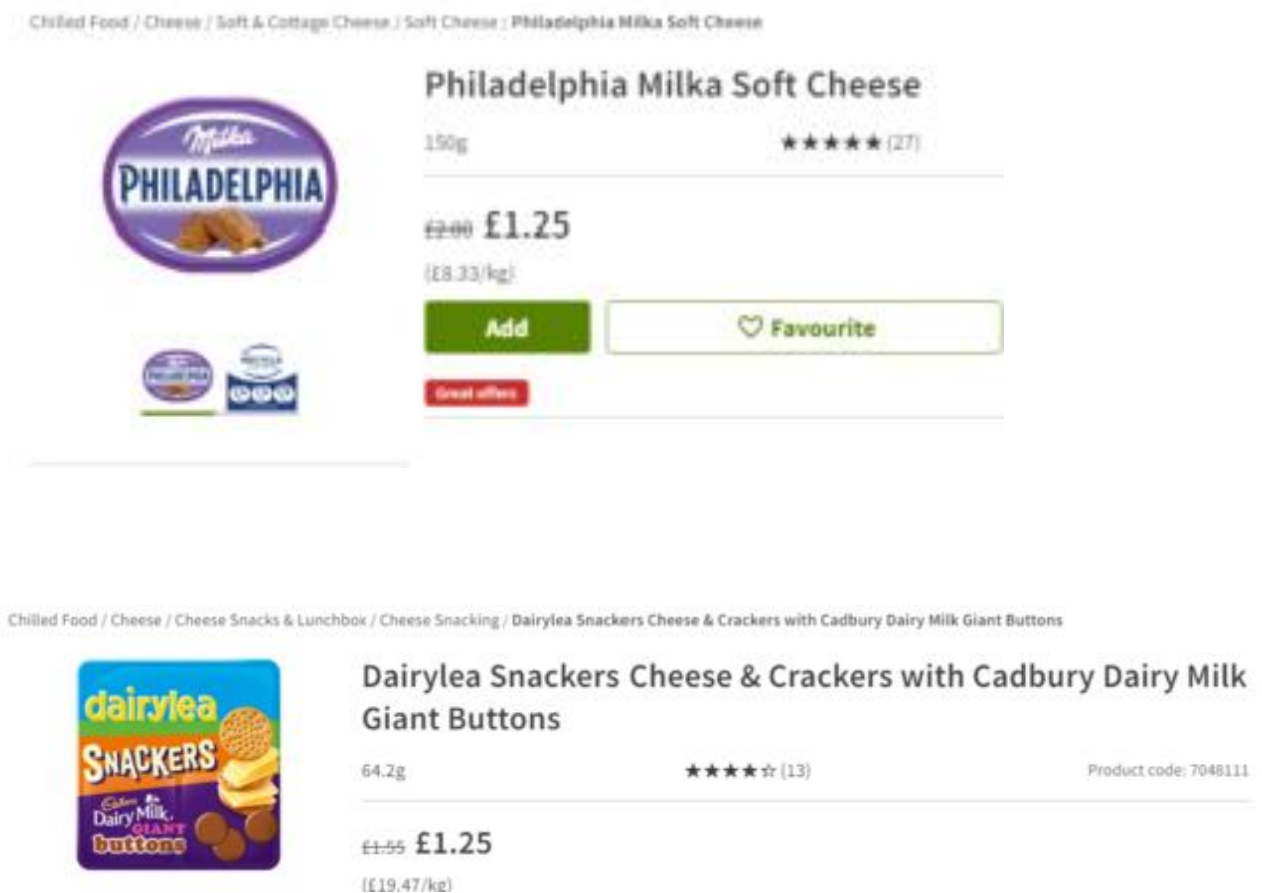 Chilled Food / Cheese / Soft & Cottage Cheese / Soft Cheese / Philadelphia Milka Soft Cheese
Milka
PHILADELPHIA
Philadelphia Milka Soft Cheese
150g
(27)
£2.00 £1.25
(£8.33/kg)
Add
Favourite
Great offers
Chilled Food / Cheese / Cheese Snacks & Lunchbox / Cheese Snacking / Dairylea Snackers Cheese & Crackers with Cadbury Dairy Milk Giant Buttons
dairylea
SNACKERS
Cadbury
Dairy Milk
GIANT
buttons
Dairylea Snackers Cheese & Crackers with Cadbury Dairy Milk
Giant Buttons
64.2g
(13)
Product code: 7048111
£1.55 £1.25
(£19.47/kg)